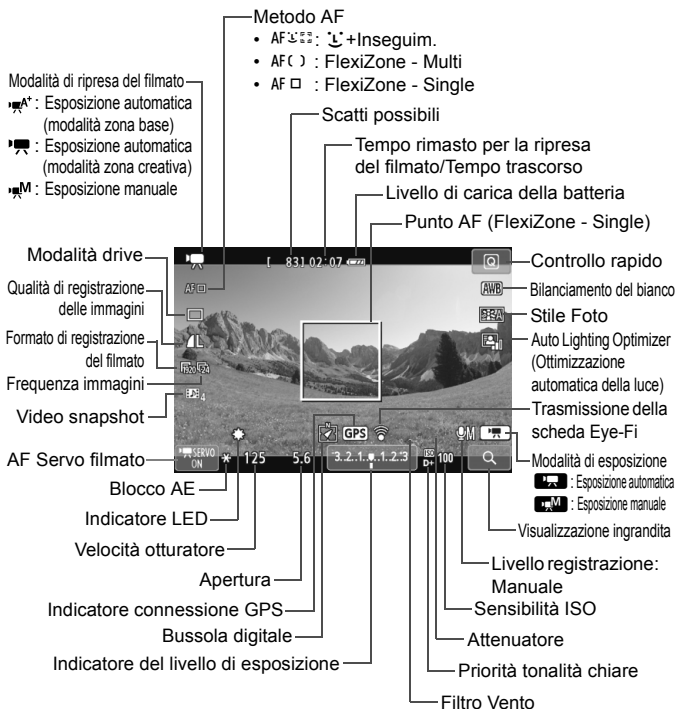 Metodo AF
• AF: +Inseguim.
• AF( ) : FlexiZone - Multi
• AF□ : FlexiZone - Single
Modalità di ripresa del filmato
A+ : Esposizione automatica
(modalità zona base)
: Esposizione automatica
(modalità zona creativa)
M : Esposizione manuale
Scatti possibili
Tempo rimasto per la ripresa
del filmato/Tempo trascorso
Livello di carica della batteria
Punto AF (FlexiZone - Single)
Modalità drive
Qualità di registrazione
delle immagini
Formato di registrazione
del filmato
Frequenza immagini
Video snapshot
AF Servo filmato
[ 83] 02:07
Q
AF□
AWB
L
1920 24
4
N
GPS
M
SERVO
ON
* 125 5.6 3..2..1..▾..1..2..3 ISO D+ 100
Controllo rapido
Bilanciamento del bianco
Stile Foto
Auto Lighting Optimizer
(Ottimizzazione
automatica della luce)
Trasmissione della
scheda Eye-Fi
Modalità di esposizione
: Esposizione automatica
M : Esposizione manuale
Visualizzazione ingrandita
Blocco AE
Indicatore LED
Velocità otturatore
Apertura
Indicatore connessione GPS
Bussola digitale
Indicatore del livello di esposizione
Livello registrazione:
Manuale
Sensibilità ISO
Attenuatore
Priorità tonalità chiare
Filtro Vento